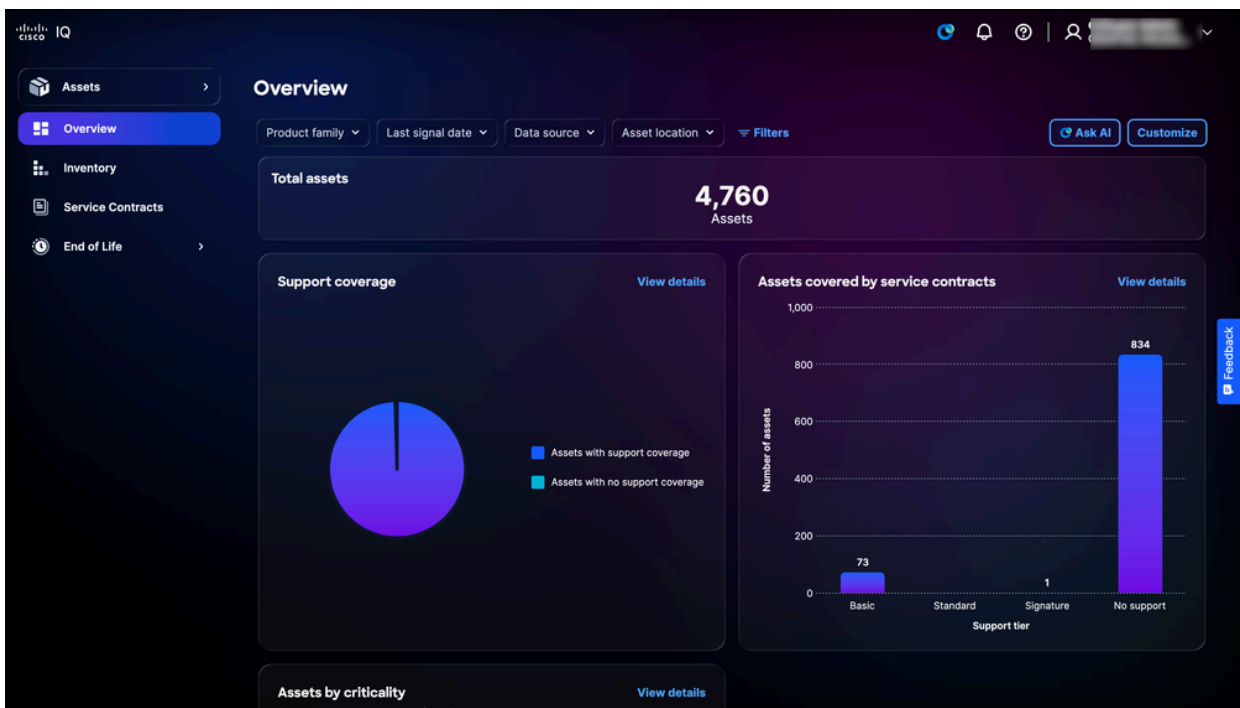 cisco IQ
Assets
Overview
Inventory
Service Contracts
End of Life
Overview
Product family
Last signal date
Data source
Asset location
Filters
Ask AI
Customize
Total assets
4,760
Assets
Support coverage
View details
Assets with support coverage
Assets with no support coverage
Assets covered by service contracts
View details
Number of assets
1,000
800
600
400
200
0
73
1
834
Basic
Standard
Signature
No support
Support tier
Assets by criticality
View details
Feedback